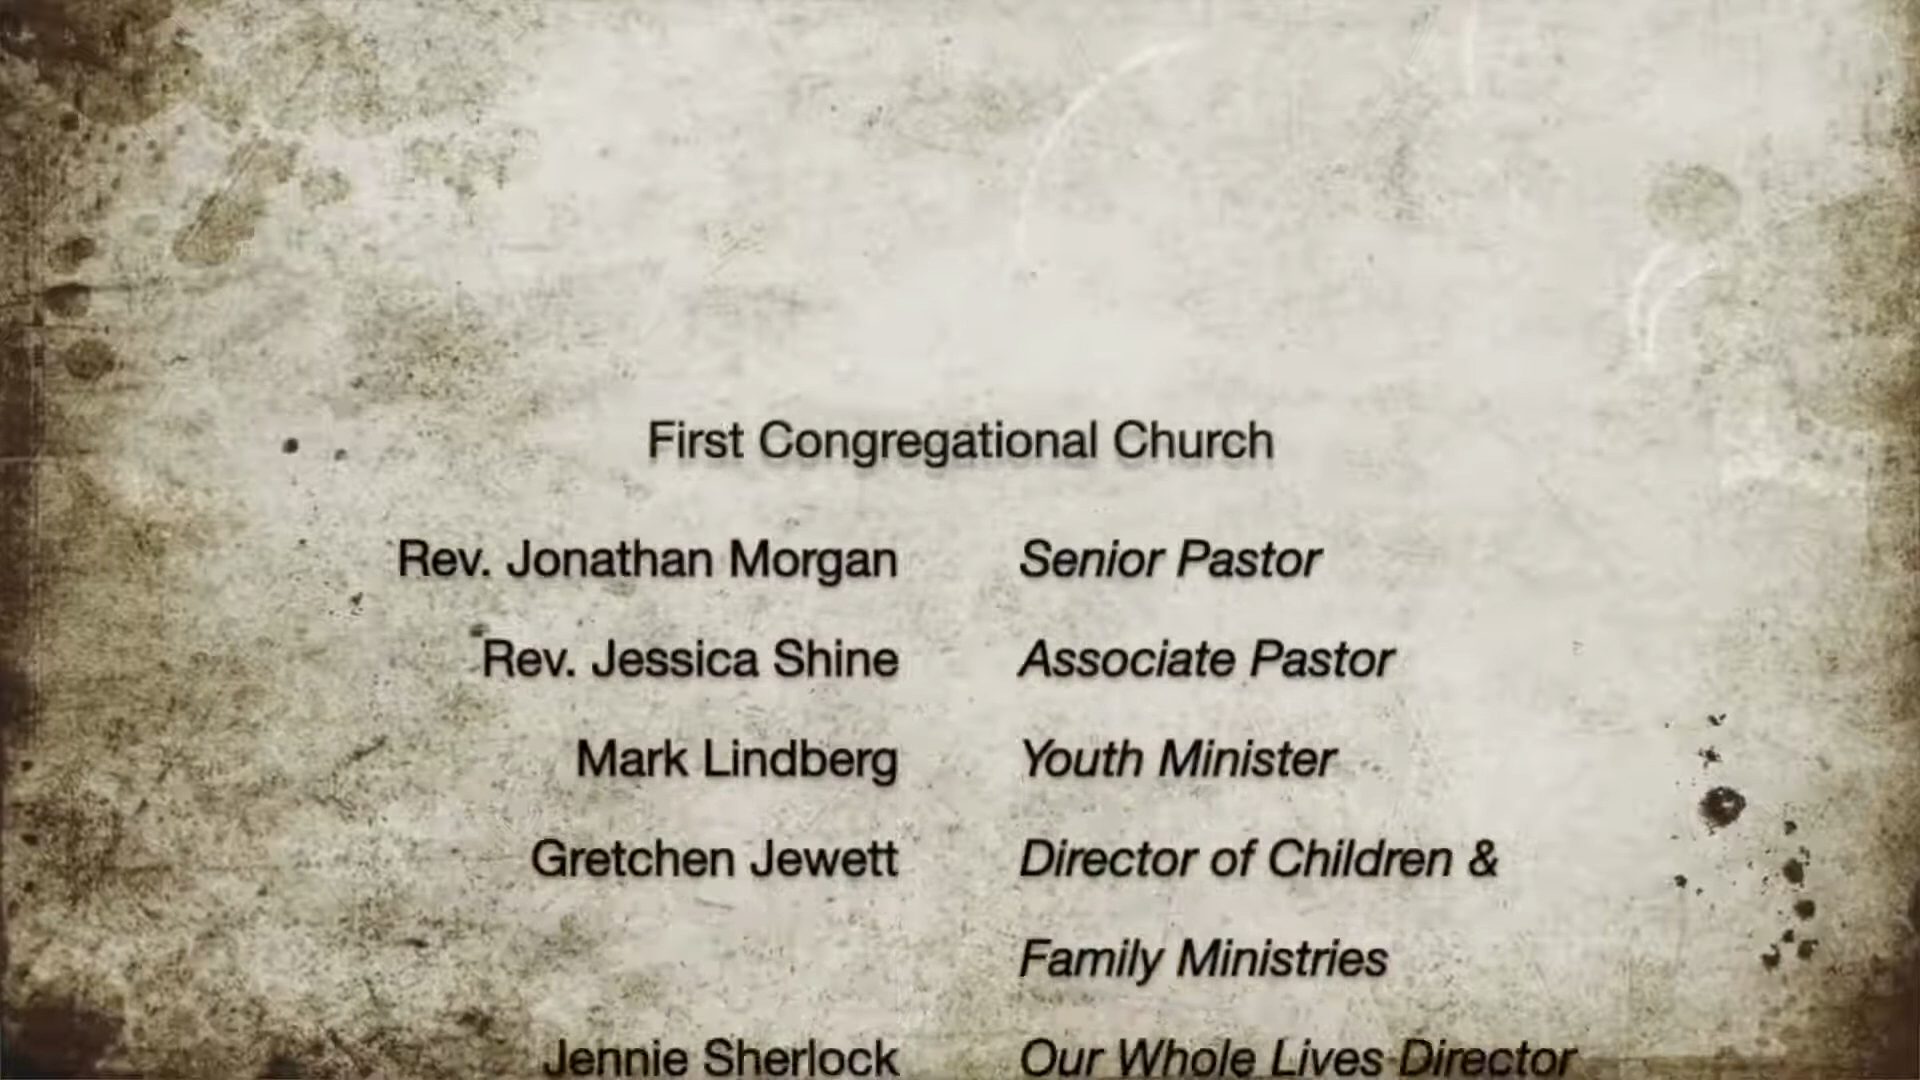 First Congregational Church
Rev. Jonathan Morgan Senior Pastor
Rev. Jessica Shine Associate Pastor
Mark Lindberg Youth Minister
Gretchen Jewett Director of Children &
Family Ministries
Jennie Sherlock Our Whole Lives Director